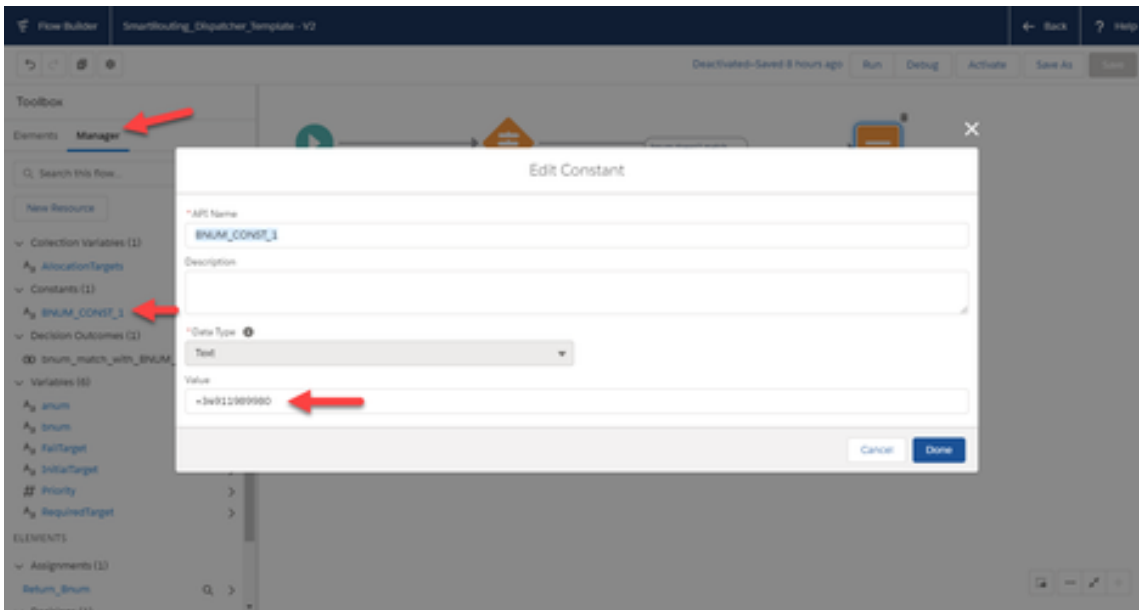 Flow Builder
SmartRouting_Dispatcher_Template - V2
Back
? Help
Deactivated—Saved 8 hours ago
Run
Debug
Activate
Save As
Save
Toolbox
Elements
Manager
Search this flow...
New Resource
Edit Constant
*API Name
BNUM_CONST_1
Description
*Data Type
Text
Value
Cancel
Done
Collection Variables (1)
AllocationTargets
Constants (1)
BNUM_CONST_1
Decision Outcomes (1)
bnum_match_with_BNUM_
Variables (6)
anum
bnum
FailTarget
InitialTarget
Priority
RequiredTarget
ELEMENTS
Assignments (1)
Return_Bnum